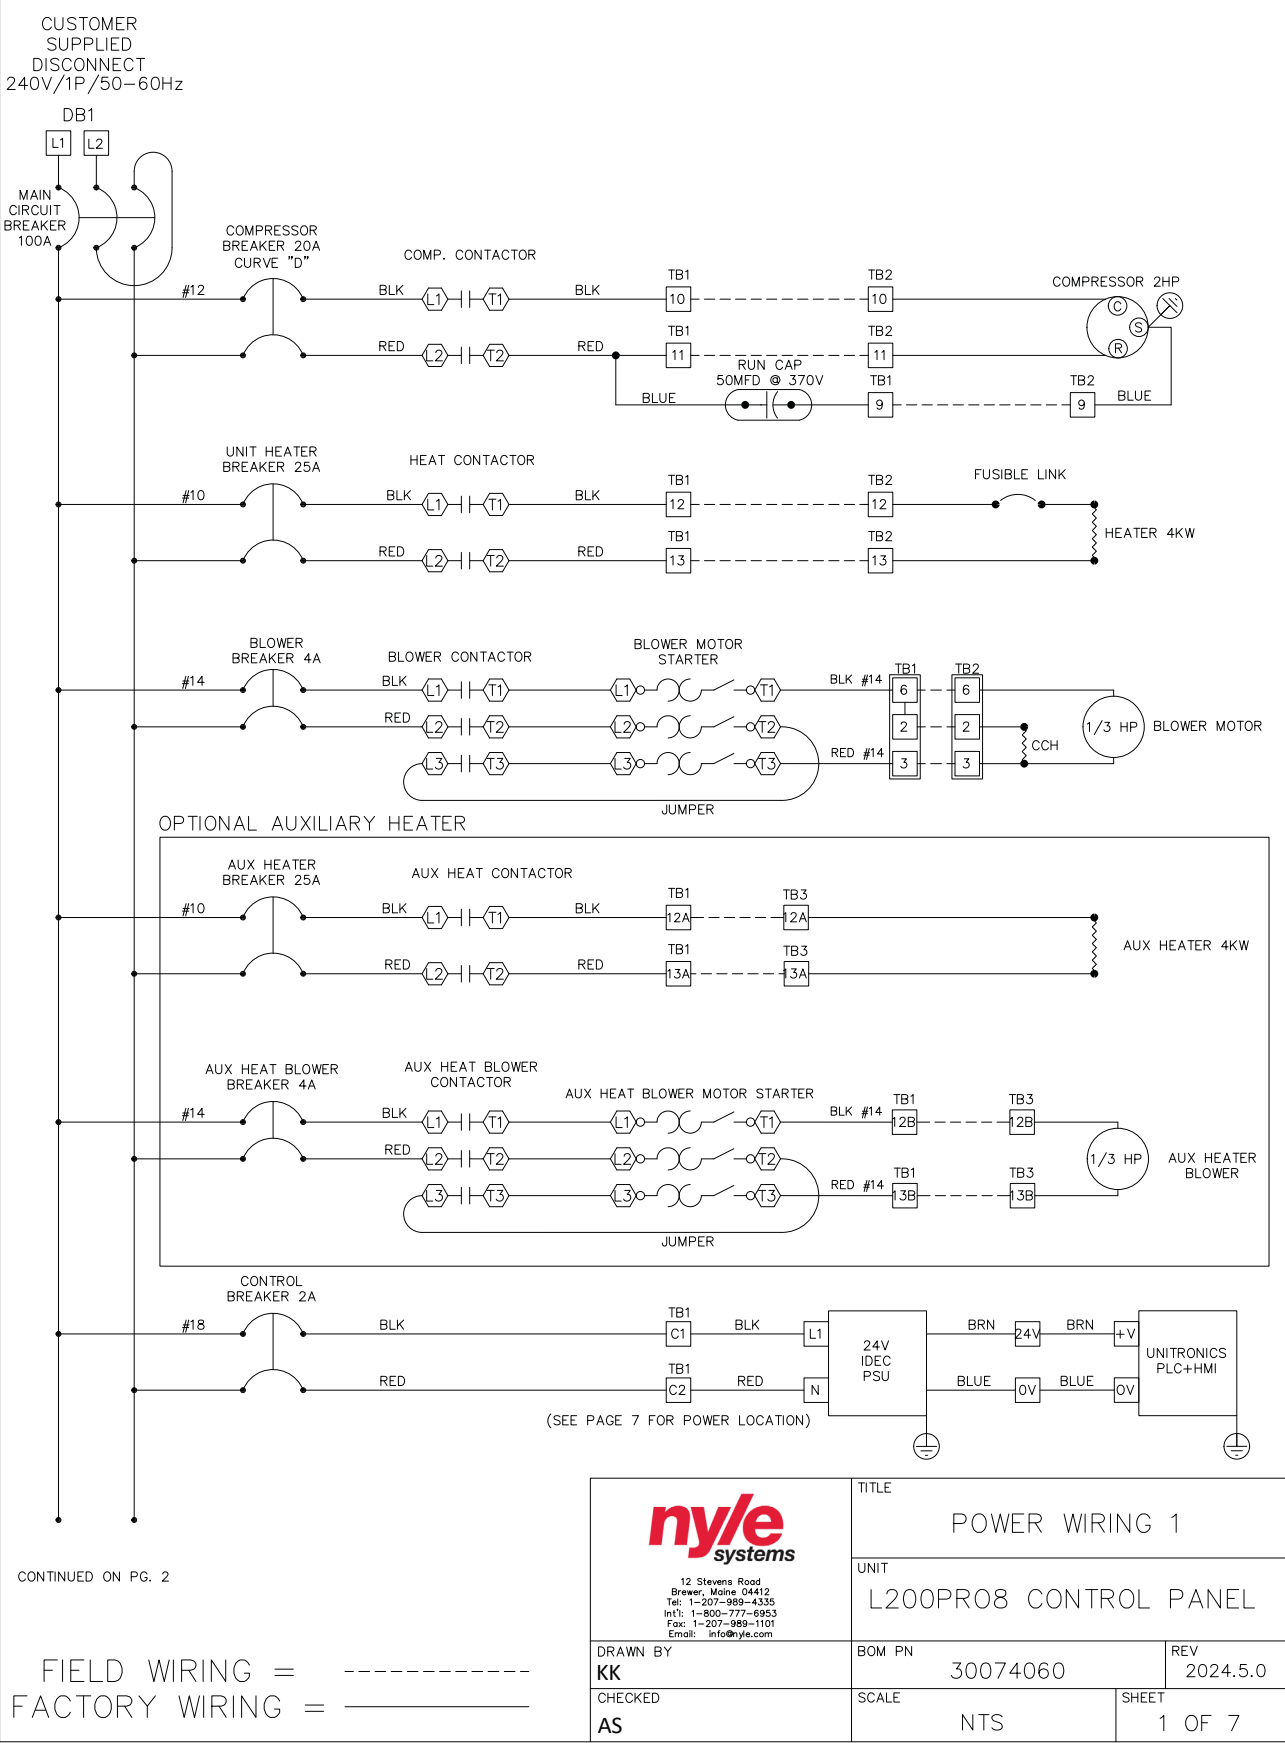 CUSTOMER
SUPPLIED
DISCONNECT
240V/1P/50-60Hz
DB1
L1 L2
MAIN
CIRCUIT
BREAKER
100A
COMPRESSOR
BREAKER 20A
CURVE "D"
COMP. CONTACTOR
#12 BLK L1 T1 BLK
TB1
10
TB2
10
COMPRESSOR 2HP
C
S
R
RED L2 T2 RED
TB1
11
TB2
11
RUN CAP
50MFD @ 370V
BLUE
TB1
9
TB2
9
BLUE
UNIT HEATER
BREAKER 25A
HEAT CONTACTOR
#10 BLK L1 T1 BLK
TB1
12
TB2
12
FUSIBLE LINK
HEATER 4KW
RED L2 T2 RED
TB1
13
TB2
13
BLOWER
BREAKER 4A
BLOWER CONTACTOR
BLOWER MOTOR
STARTER
#14 BLK L1 T1 L1 T1 BLK #14
TB1 TB2
6 6
RED L2 T2 L2 T2
2 2
CCH
1/3 HP
BLOWER MOTOR
L3 T3 L3 T3 RED #14
3 3
JUMPER
OPTIONAL AUXILIARY HEATER
AUX HEATER
BREAKER 25A
AUX HEAT CONTACTOR
#10 BLK L1 T1 BLK
TB1
12A
TB3
12A
AUX HEATER 4KW
RED L2 T2 RED
TB1
13A
TB3
13A
AUX HEAT BLOWER
BREAKER 4A
AUX HEAT BLOWER
CONTACTOR
AUX HEAT BLOWER MOTOR STARTER
#14 BLK L1 T1 L1 T1 BLK #14
TB1
12B
TB3
12B
RED L2 T2 L2 T2
1/3 HP
AUX HEATER
BLOWER
L3 T3 L3 T3 RED #14
TB1
13B
TB3
13B
JUMPER
CONTROL
BREAKER 2A
#18 BLK
TB1
C1
BLK L1
24V
IDEC
PSU
BRN 24V BRN +V
UNITRONICS
PLC+HMI
RED
TB1
C2
RED N
BLUE 0V BLUE 0V
(SEE PAGE 7 FOR POWER LOCATION)
CONTINUED ON PG. 2
FIELD WIRING =
FACTORY WIRING =
nyle
systems
12 Stevens Road
Brewer, Maine 04412
Tel: 1-207-989-4335
Int'l: 1-800-777-6953
Fax: 1-207-989-1101
Email: info@nyle.com
TITLE
POWER WIRING 1
UNIT
L200PRO8 CONTROL PANEL
DRAWN BY
KK
BOM PN
30074060
REV
2024.5.0
CHECKED
AS
SCALE
NTS
SHEET
1 OF 7